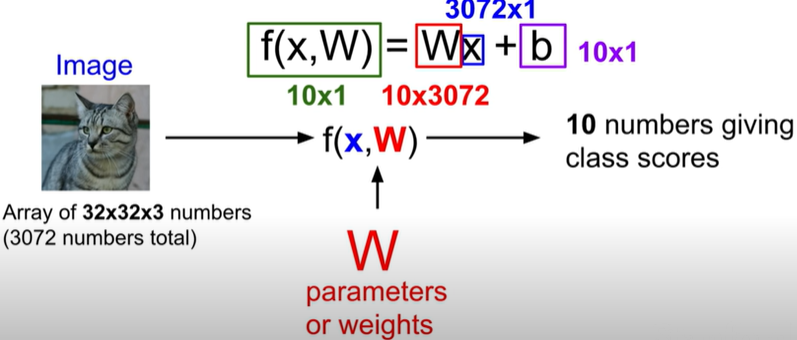 3072x1
f(x,W) = Wx + b 10x1
Image
10x1 10x3072
f(x,W)
10 numbers giving
class scores
Array of 32x32x3 numbers
(3072 numbers total)
W
parameters
or weights